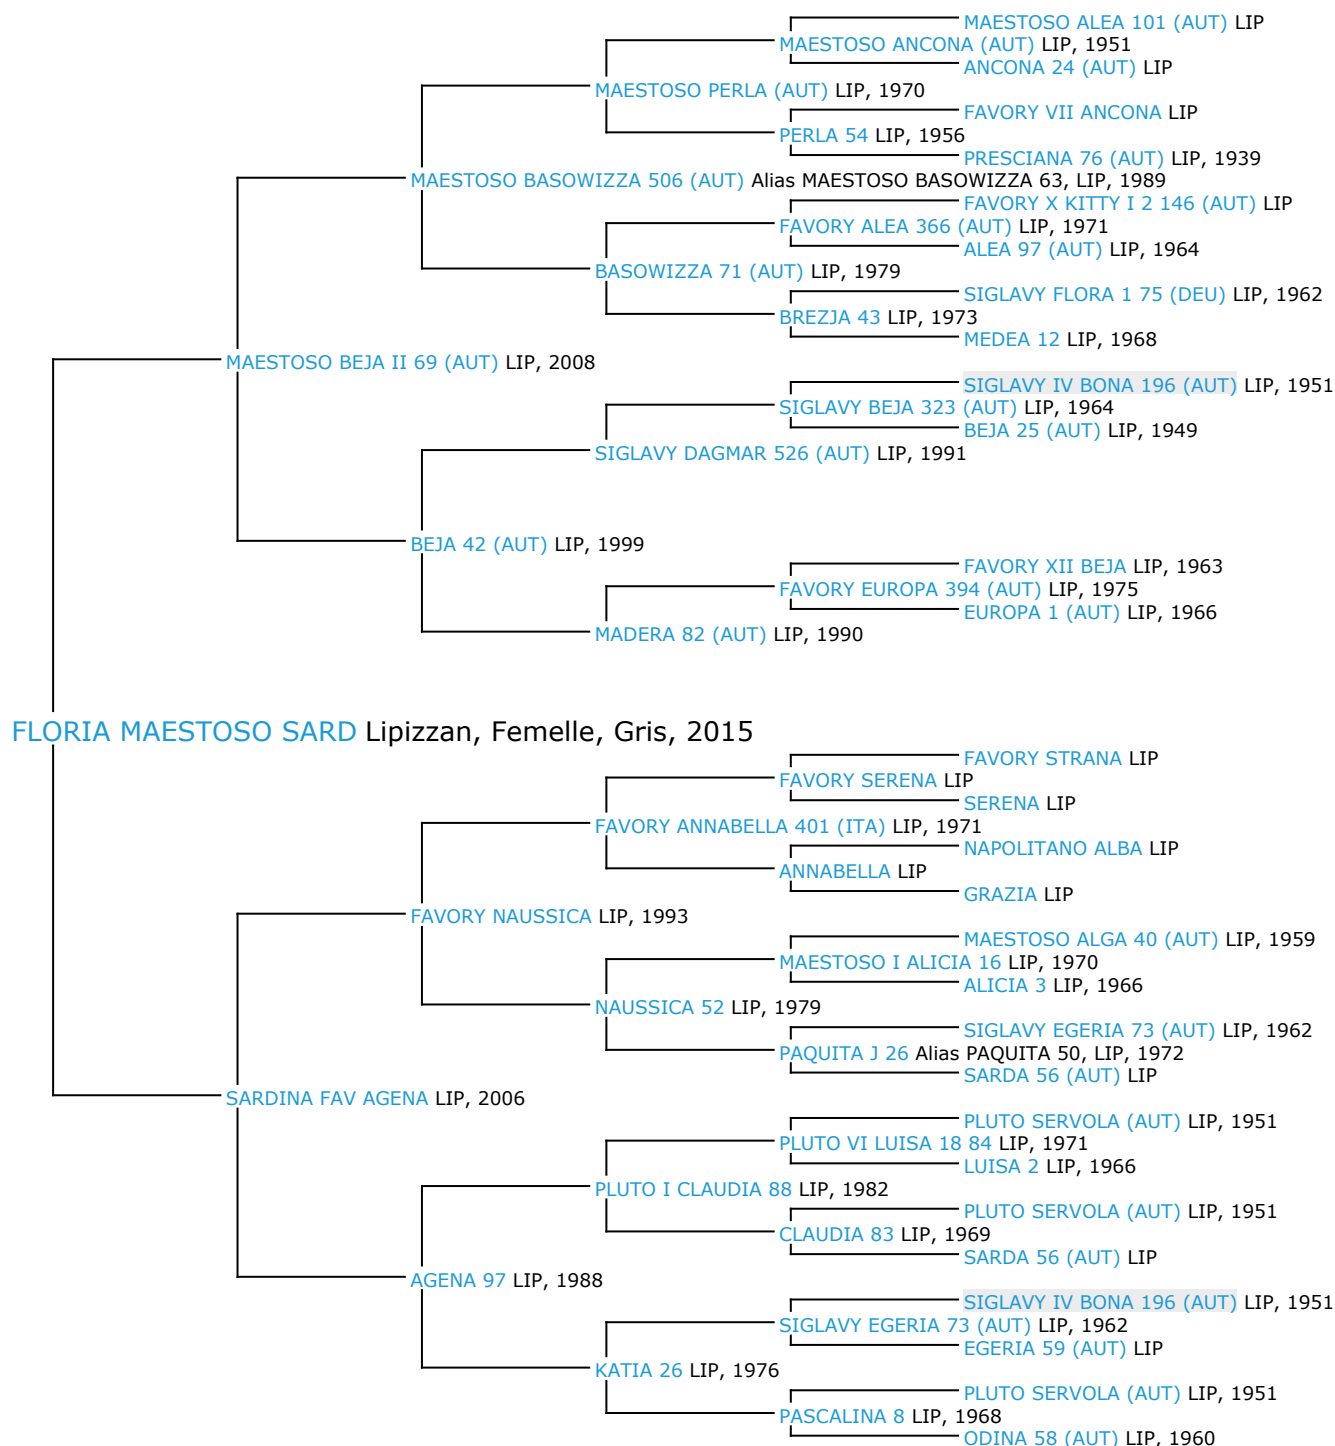 MAESTOSO ALEA 101 (AUT) LIP
MAESTOSO ANCONA (AUT) LIP, 1951
ANCONA 24 (AUT) LIP
MAESTOSO PERLA (AUT) LIP, 1970
FAVORY VII ANCONA LIP
PERLA 54 LIP, 1956
PRESCIANA 76 (AUT) LIP, 1939
MAESTOSO BASOWIZZA 506 (AUT) Alias MAESTOSO BASOWIZZA 63, LIP, 1989
FAVORY X KITTY I 2 146 (AUT) LIP
FAVORY ALEA 366 (AUT) LIP, 1971
ALEA 97 (AUT) LIP, 1964
BASOWIZZA 71 (AUT) LIP, 1979
SIGLAVY FLORA 1 75 (DEU) LIP, 1962
BREZJA 43 LIP, 1973
MEDEA 12 LIP, 1968
MAESTOSO BEJA II 69 (AUT) LIP, 2008
SIGLAVY IV BONA 196 (AUT) LIP, 1951
SIGLAVY BEJA 323 (AUT) LIP, 1964
BEJA 25 (AUT) LIP, 1949
SIGLAVY DAGMAR 526 (AUT) LIP, 1991
BEJA 42 (AUT) LIP, 1999
FAVORY XII BEJA LIP, 1963
FAVORY EUROPA 394 (AUT) LIP, 1975
EUROPA 1 (AUT) LIP, 1966
MADERA 82 (AUT) LIP, 1990
FLORIA MAESTOSO SARD Lipizzan, Femelle, Gris, 2015
FAVORY STRANA LIP
FAVORY SERENA LIP
SERENA LIP
FAVORY ANNABELLA 401 (ITA) LIP, 1971
NAPOLITANO ALBA LIP
ANNABELLA LIP
GRAZIA LIP
FAVORY NAUSSICA LIP, 1993
MAESTOSO ALGA 40 (AUT) LIP, 1959
MAESTOSO I ALICIA 16 LIP, 1970
ALICIA 3 LIP, 1966
NAUSSICA 52 LIP, 1979
SIGLAVY EGERIA 73 (AUT) LIP, 1962
PAQUITA J 26 Alias PAQUITA 50, LIP, 1972
SARDA 56 (AUT) LIP
SARDINA FAV AGENA LIP, 2006
PLUTO SERVOLA (AUT) LIP, 1951
PLUTO VI LUISA 18 84 LIP, 1971
LUISA 2 LIP, 1966
PLUTO I CLAUDIA 88 LIP, 1982
PLUTO SERVOLA (AUT) LIP, 1951
CLAUDIA 83 LIP, 1969
SARDA 56 (AUT) LIP
AGENA 97 LIP, 1988
SIGLAVY IV BONA 196 (AUT) LIP, 1951
SIGLAVY EGERIA 73 (AUT) LIP, 1962
EGERIA 59 (AUT) LIP
KATIA 26 LIP, 1976
PLUTO SERVOLA (AUT) LIP, 1951
PASCALINA 8 LIP, 1968
ODINA 58 (AUT) LIP, 1960